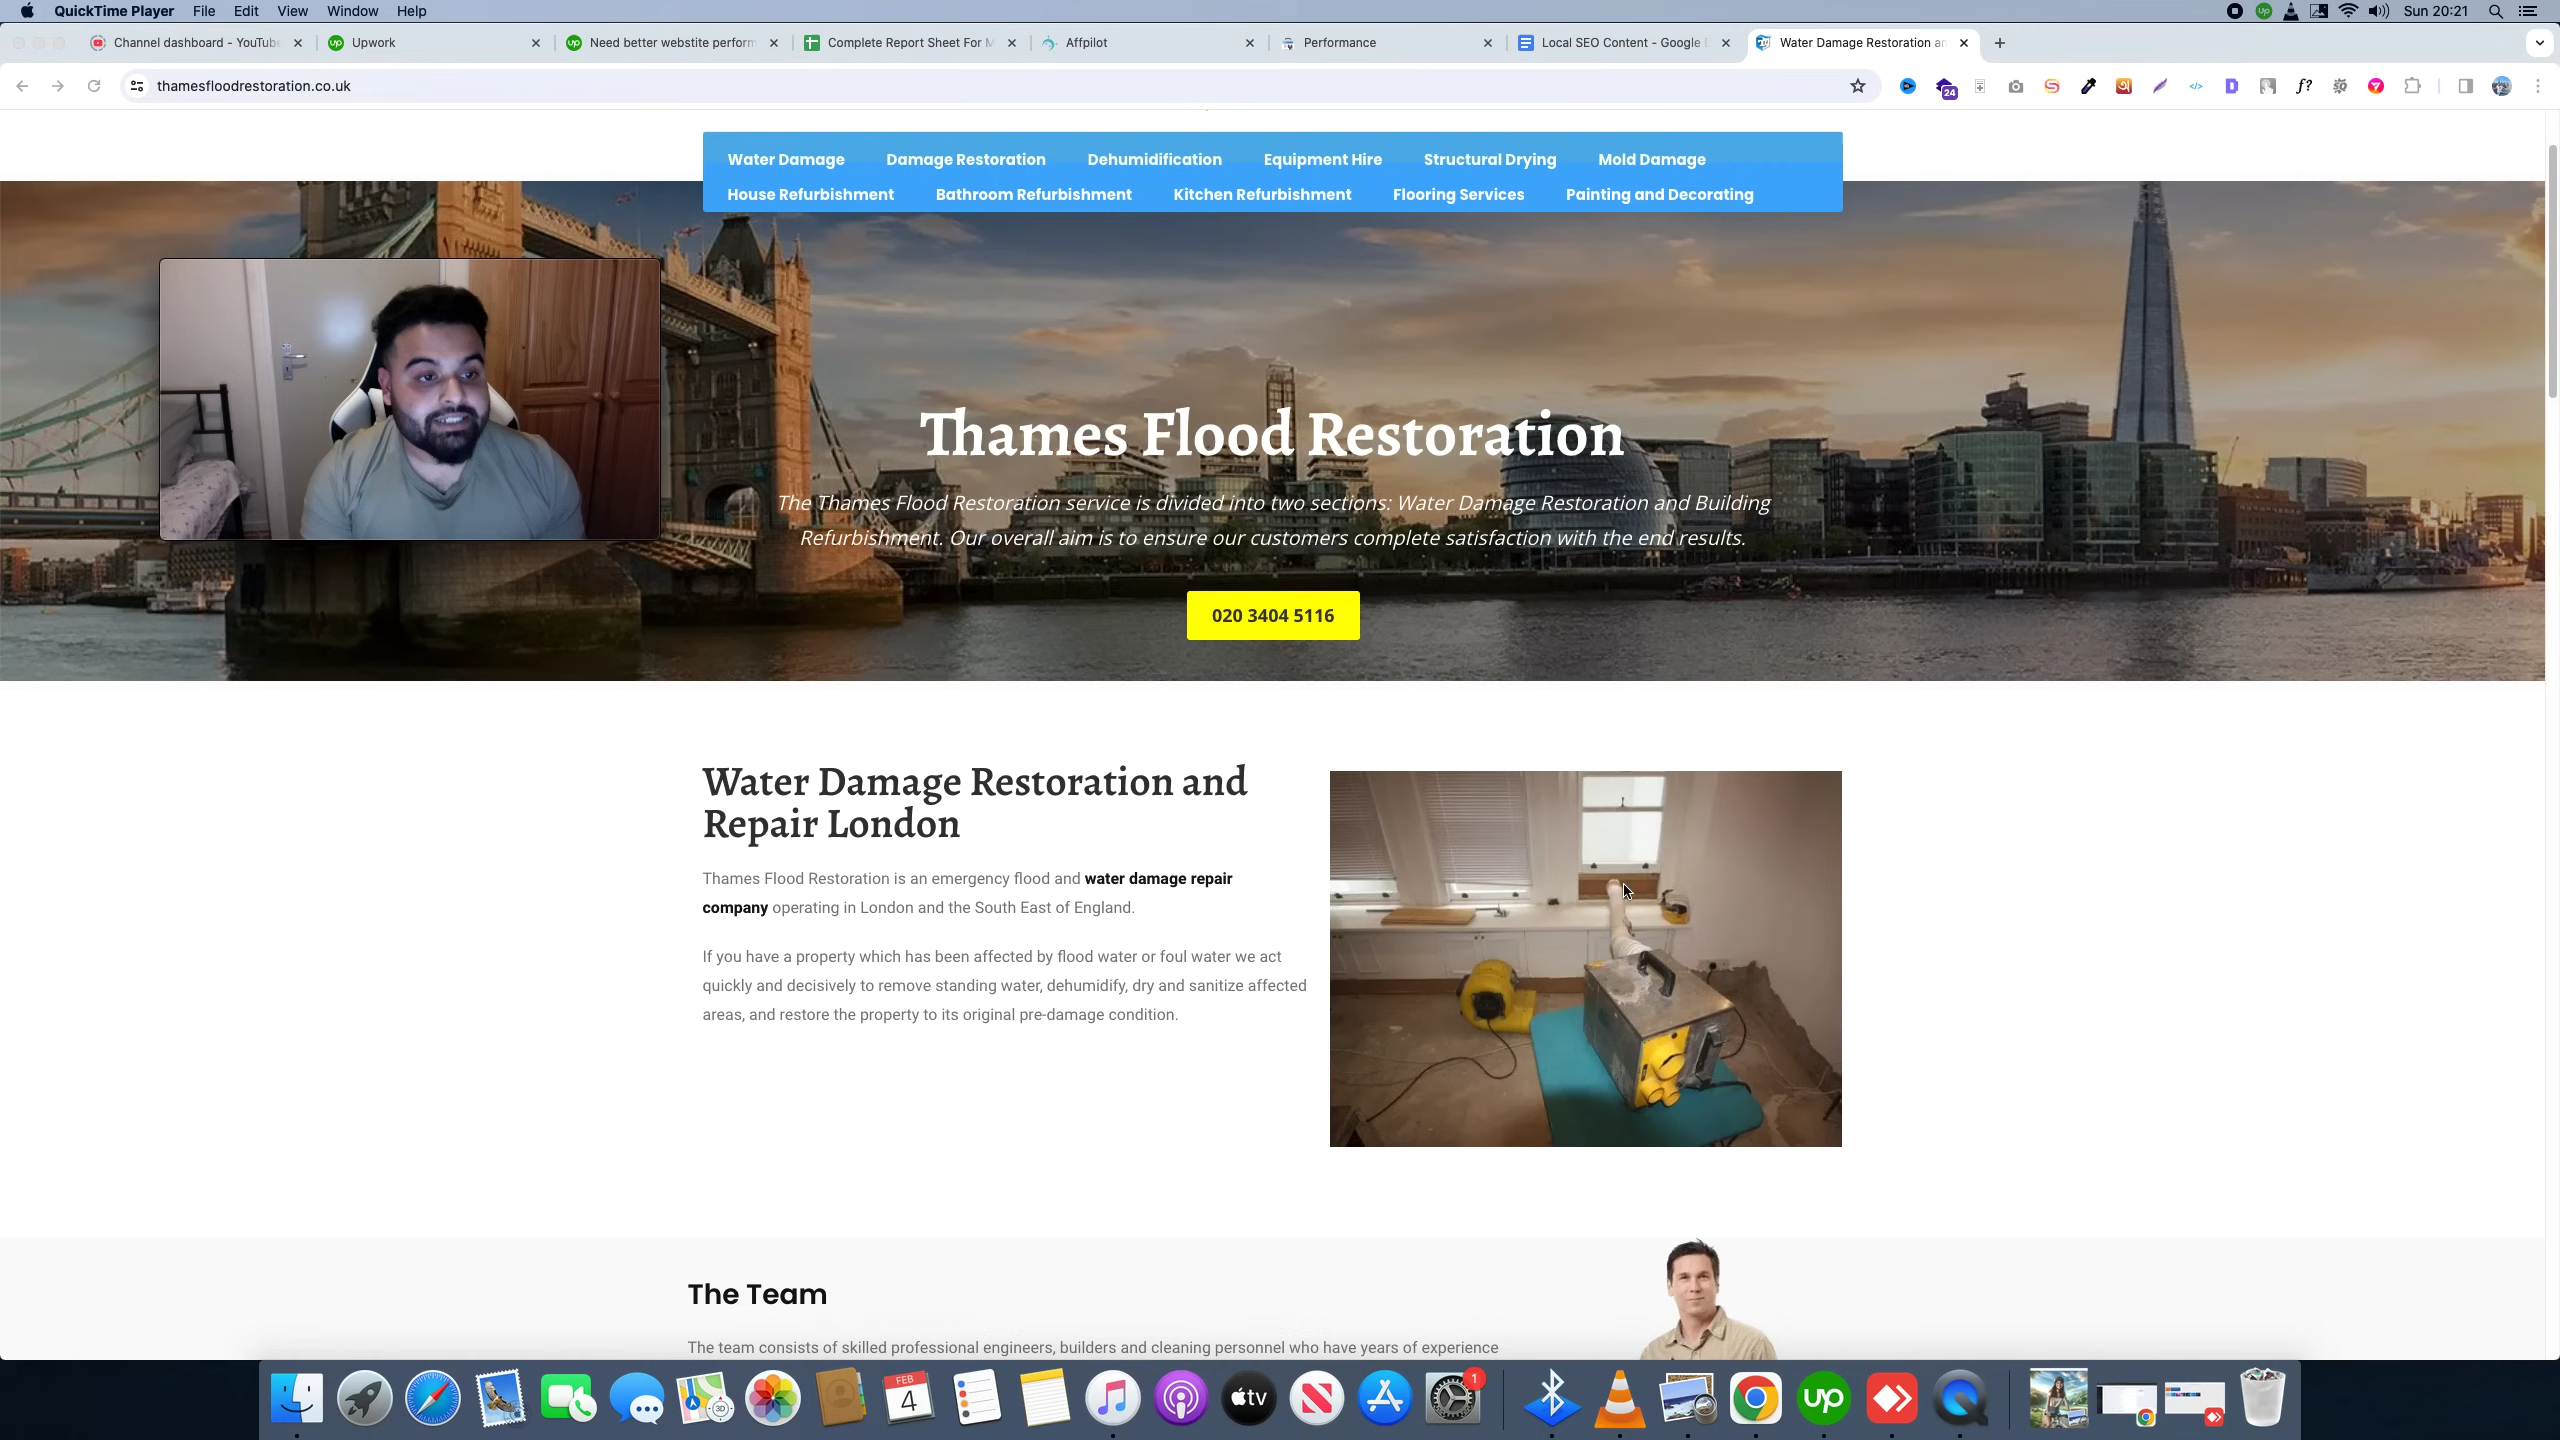 QuickTime Player File Edit View Window Help
Sun 20:21
Channel dashboard - YouTube
Upwork
Need better webstite perform
Complete Report Sheet For M
Affpilot
Performance
Local SEO Content - Google
Water Damage Restoration an
thamesfloodrestoration.co.uk
24
Water Damage Damage Restoration Dehumidification Equipment Hire Structural Drying Mold Damage
House Refurbishment Bathroom Refurbishment Kitchen Refurbishment Flooring Services Painting and Decorating
Thames Flood Restoration
The Thames Flood Restoration service is divided into two sections: Water Damage Restoration and Building
Refurbishment. Our overall aim is to ensure our customers complete satisfaction with the end results.
020 3404 5116
Water Damage Restoration and
Repair London
Thames Flood Restoration is an emergency flood and water damage repair
company operating in London and the South East of England.
If you have a property which has been affected by flood water or foul water we act
quickly and decisively to remove standing water, dehumidify, dry and sanitize affected
areas, and restore the property to its original pre-damage condition.
The Team
The team consists of skilled professional engineers, builders and cleaning personnel who have years of experience
3D
FEB
4
tv
1
up